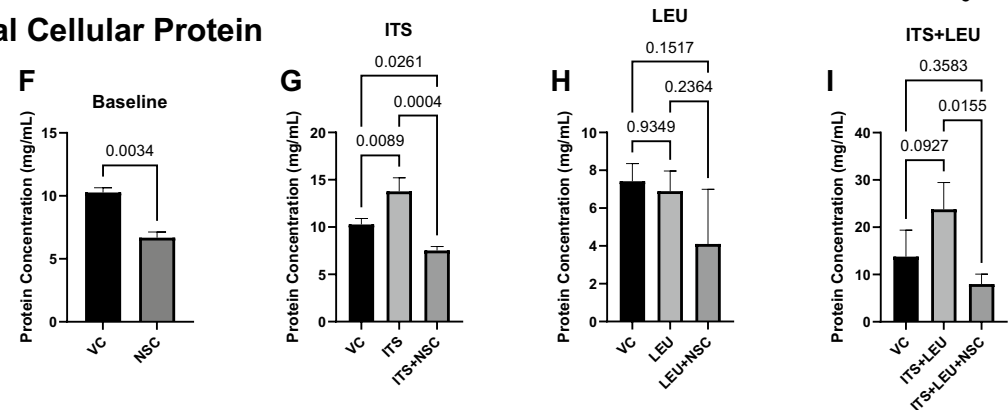 al Cellular Protein
F
Baseline
Protein Concentration (mg/mL)
15
10
5
0
0.0034
VC
NSC
G
ITS
Protein Concentration (mg/mL)
20
15
10
5
0
0.0261
0.0004
0.0089
VC
ITS
ITS+NSC
H
LEU
Protein Concentration (mg/mL)
10
8
6
4
2
0
0.1517
0.2364
0.9349
VC
LEU
LEU+NSC
I
ITS+LEU
Protein Concentration (mg/mL)
40
30
20
10
0
0.3583
0.0155
0.0927
VC
ITS+LEU
ITS+LEU+NSC